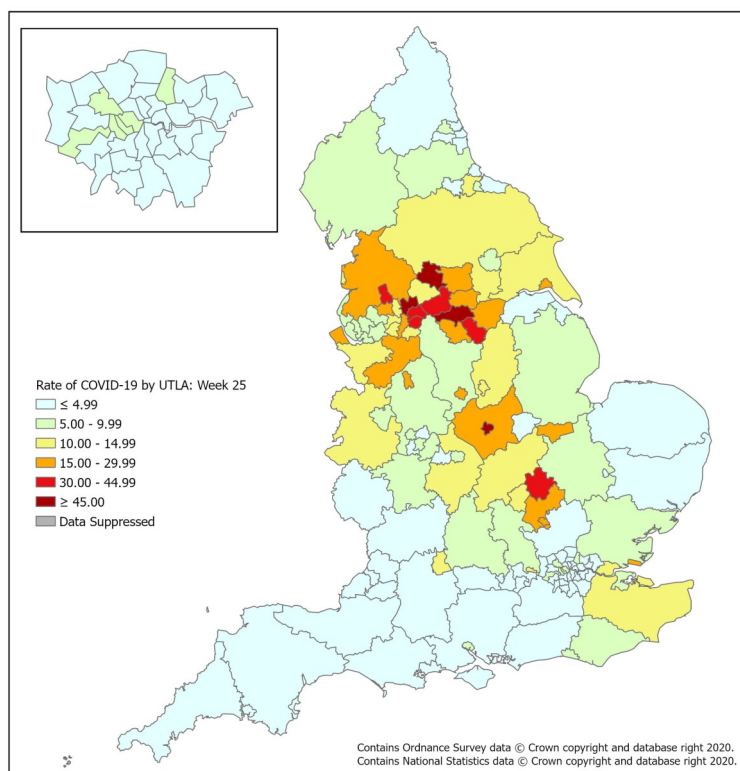 Rate of COVID-19 by UTLA: Week 25
≤ 4.99
5.00 - 9.99
10.00 - 14.99
15.00 - 29.99
30.00 - 44.99
≥ 45.00
Data Suppressed
Contains Ordnance Survey data © Crown copyright and database right 2020.
Contains National Statistics data © Crown copyright and database right 2020.